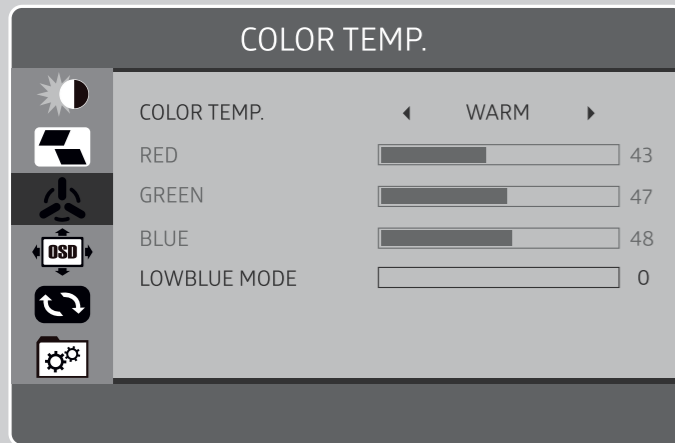 COLOR TEMP.
COLOR TEMP. WARM
RED 43
GREEN 47
BLUE 48
LOWBLUE MODE 0
OSD